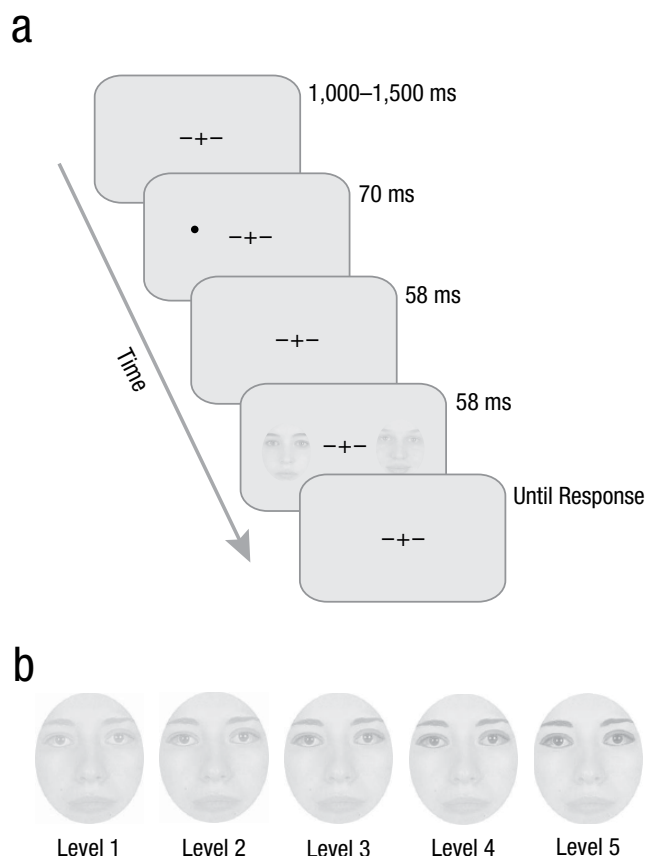 a
1,000–1,500 ms
–+–
70 ms
–+–
58 ms
–+–
58 ms
–+–
Until Response
–+–
Time
b
Level 1 Level 2 Level 3 Level 4 Level 5